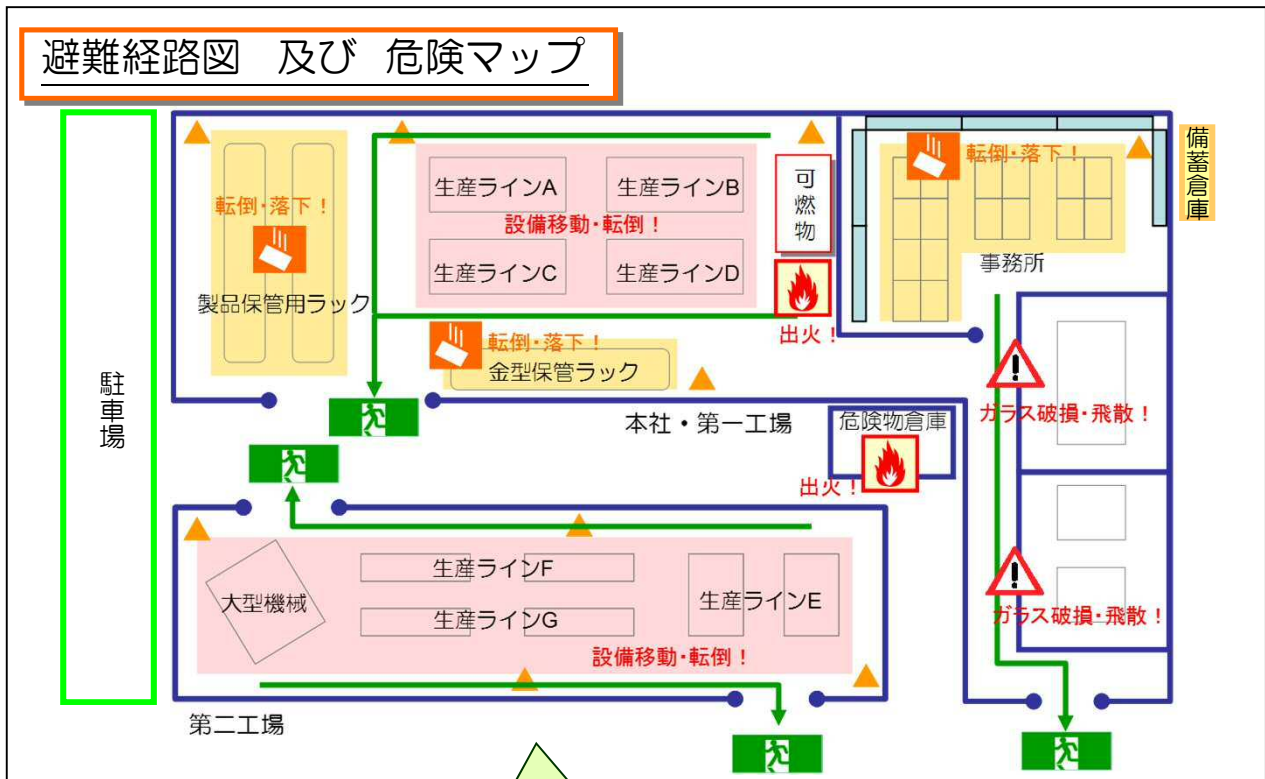 避難経路図 及び 危険マップ
備蓄倉庫
転倒・落下！
生産ラインA
生産ラインB
可燃物
転倒・落下！
設備移動・転倒！
生産ラインC
生産ラインD
事務所
製品保管用ラック
出火！
転倒・落下！
金型保管ラック
駐車場
本社・第一工場
危険物倉庫
ガラス破損・飛散！
出火！
生産ラインF
大型機械
生産ラインE
生産ラインG
ガラス破損・飛散！
設備移動・転倒！
第二工場